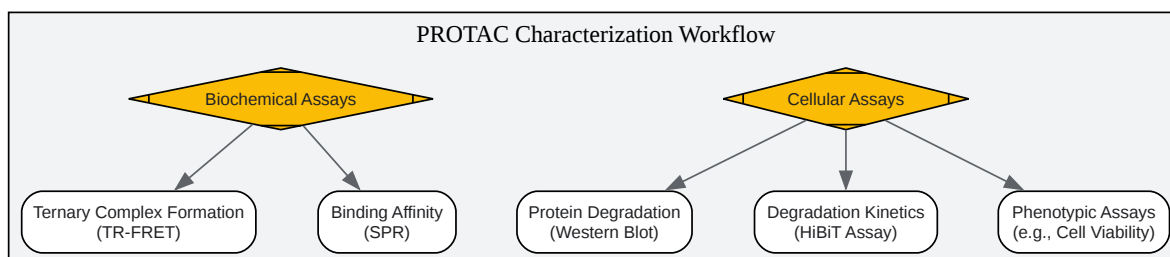 PROTAC Characterization Workflow
Biochemical Assays
Cellular Assays
Ternary Complex Formation
(TR-FRET)
Binding Affinity
(SPR)
Protein Degradation
(Western Blot)
Degradation Kinetics
(HiBiT Assay)
Phenotypic Assays
(e.g., Cell Viability)